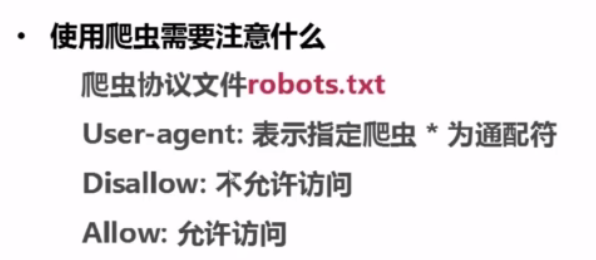 • 使用爬虫需要注意什么
爬虫协议文件robots.txt
User-agent: 表示指定爬虫 * 为通配符
Disallow: 不允许访问
Allow: 允许访问